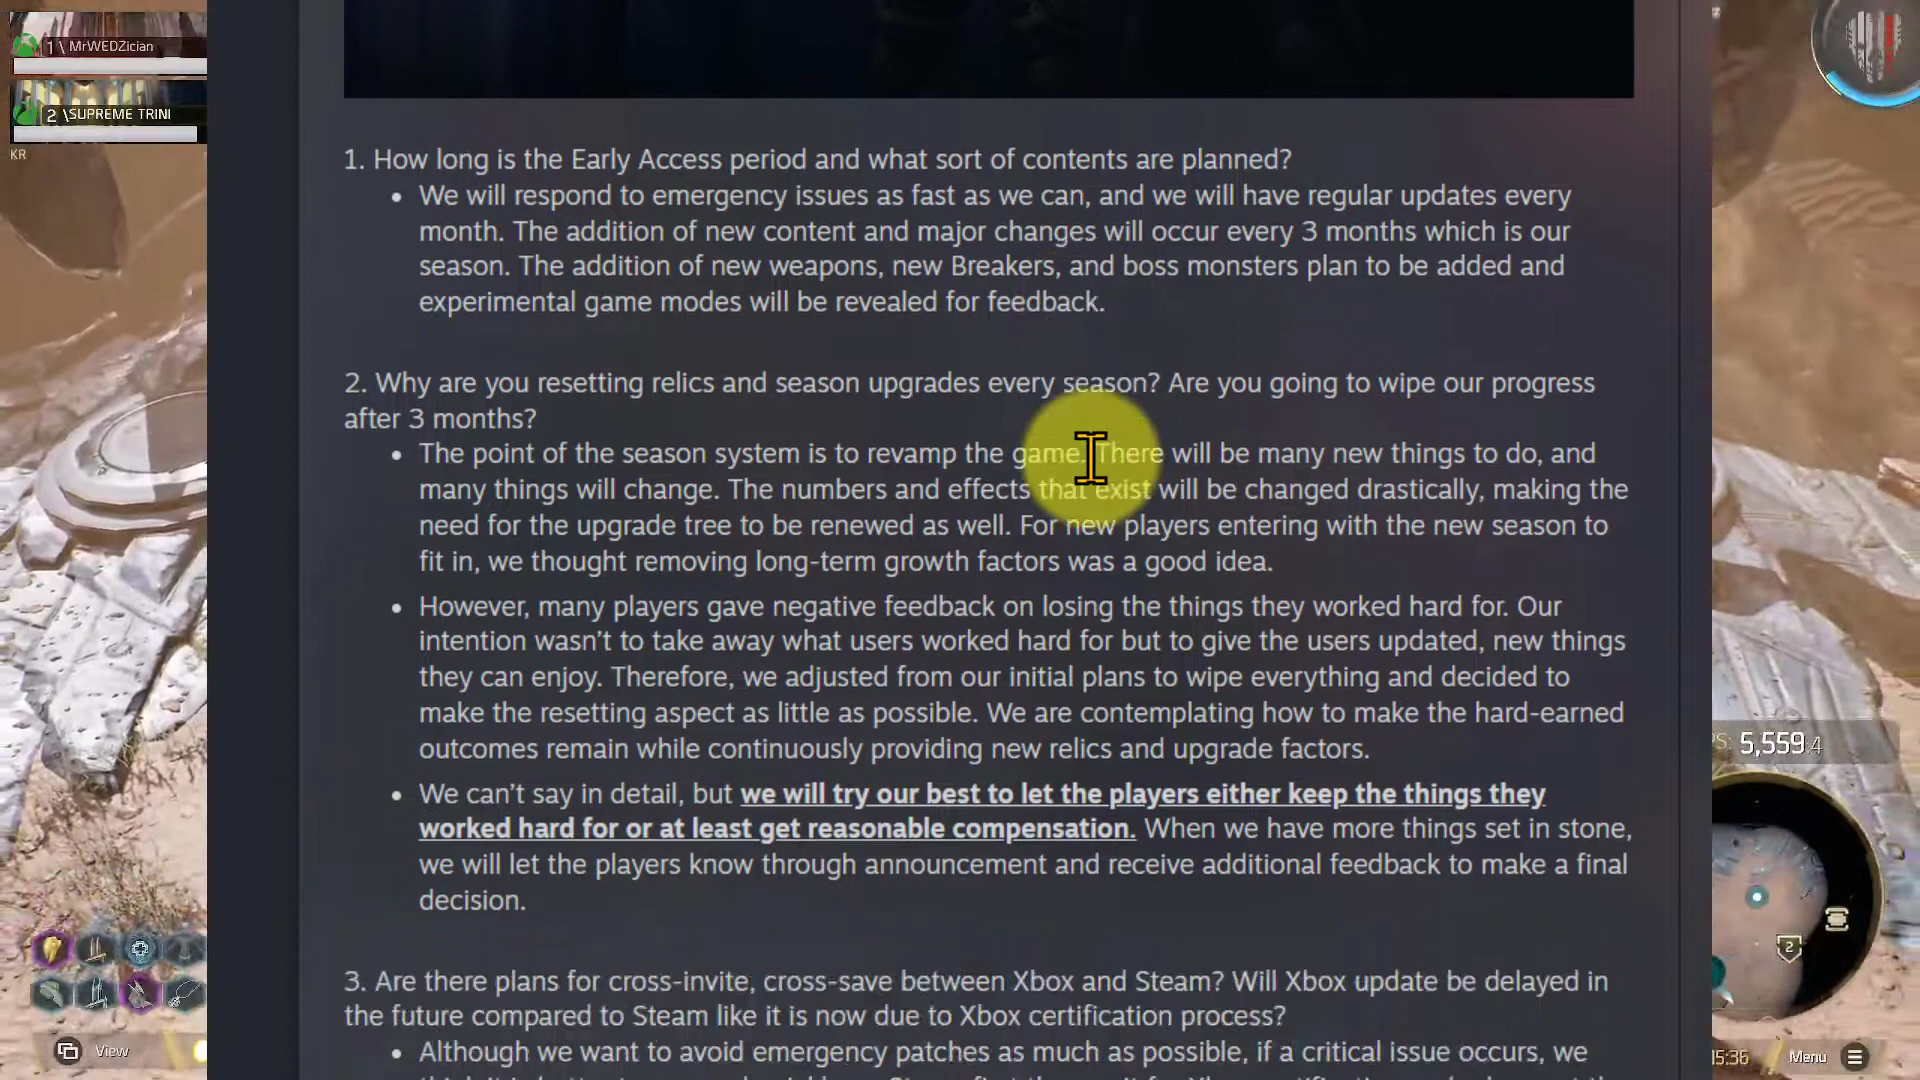 1 \ MrWEDZician
2 \SUPREME TRINI
KR
1. How long is the Early Access period and what sort of contents are planned?
• We will respond to emergency issues as fast as we can, and we will have regular updates every
month. The addition of new content and major changes will occur every 3 months which is our
season. The addition of new weapons, new Breakers, and boss monsters plan to be added and
experimental game modes will be revealed for feedback.
2. Why are you resetting relics and season upgrades every season? Are you going to wipe our progress
after 3 months?
• The point of the season system is to revamp the game. There will be many new things to do, and
many things will change. The numbers and effects that exist will be changed drastically, making the
need for the upgrade tree to be renewed as well. For new players entering with the new season to
fit in, we thought removing long-term growth factors was a good idea.
• However, many players gave negative feedback on losing the things they worked hard for. Our
intention wasn't to take away what users worked hard for but to give the users updated, new things
they can enjoy. Therefore, we adjusted from our initial plans to wipe everything and decided to
make the resetting aspect as little as possible. We are contemplating how to make the hard-earned
outcomes remain while continuously providing new relics and upgrade factors.
• We can't say in detail, but we will try our best to let the players either keep the things they
worked hard for or at least get reasonable compensation. When we have more things set in stone,
we will let the players know through announcement and receive additional feedback to make a final
decision.
3. Are there plans for cross-invite, cross-save between Xbox and Steam? Will Xbox update be delayed in
the future compared to Steam like it is now due to Xbox certification process?
• Although we want to avoid emergency patches as much as possible, if a critical issue occurs, we
5,559.4
2
View
15:36
Menu